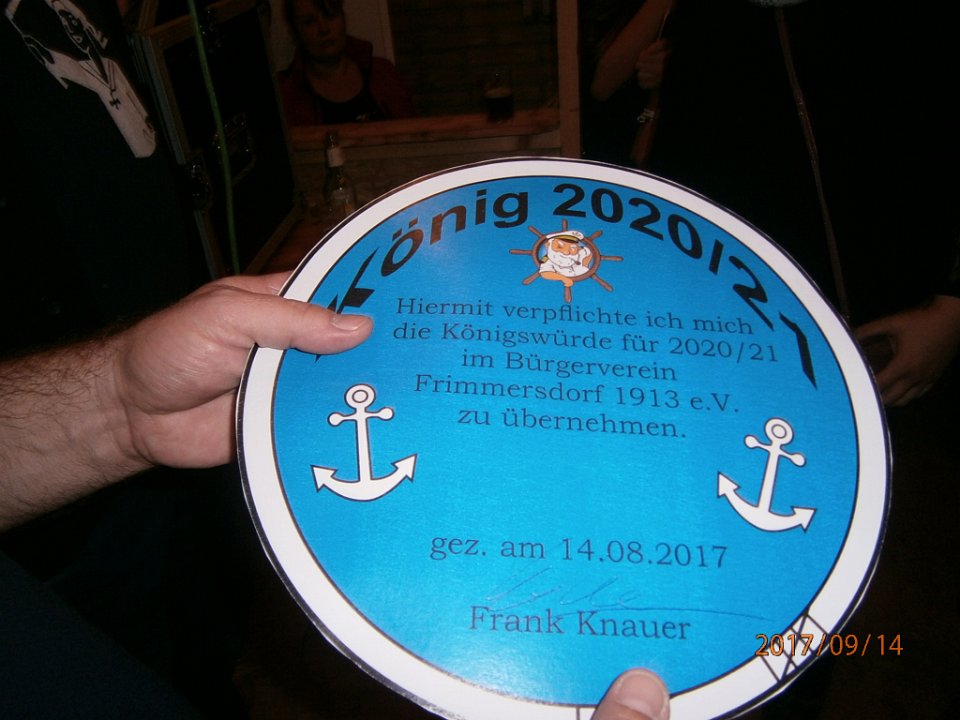 König 2020/21
Hiermit verpflichte ich mich
die Königswürde für 2020/21
im Bürgerverein
Frimmersdorf 1913 e.V.
zu übernehmen.
gez. am 14.08.2017
Frank Knauer
2017/09/14